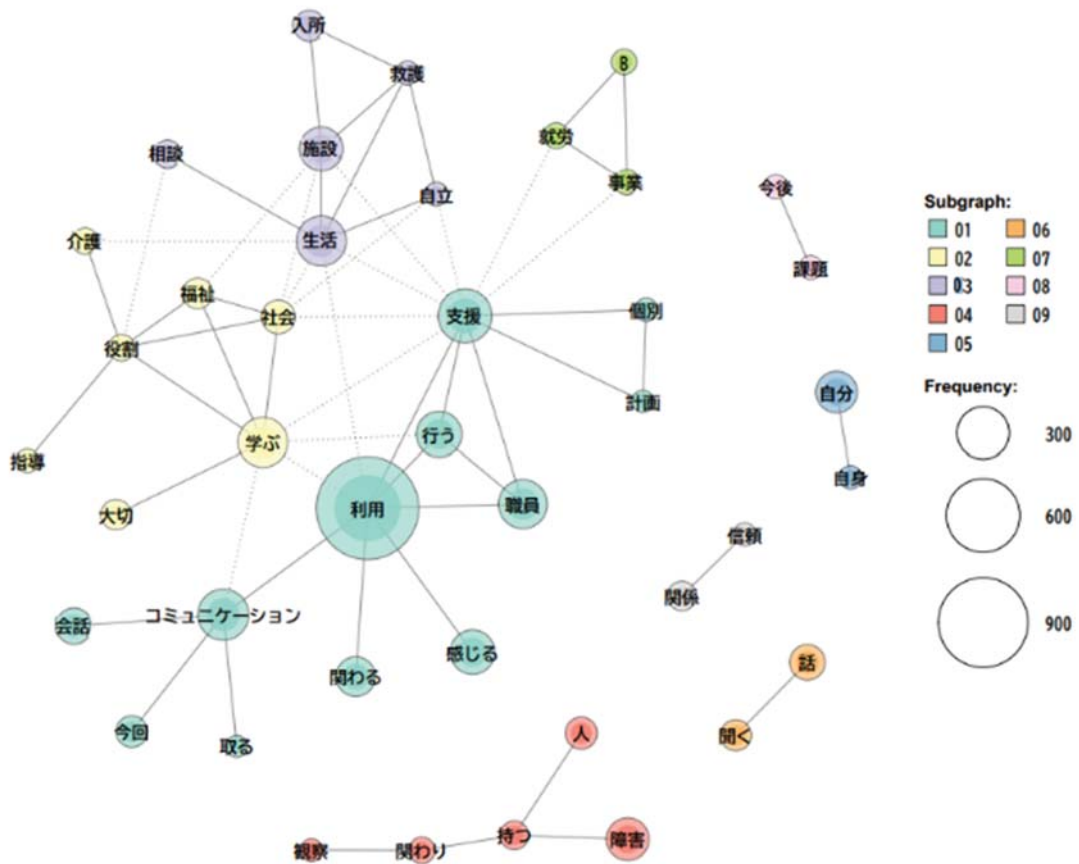 入所
救護
B
施設
就労
相談
事業
自立
今後
生活
介護
課題
福祉
社会
支援
個別
役割
計画
自分
行う
学ぶ
指導
自身
大切
利用
職員
信頼
関係
コミュニケーション
会話
感じる
話
関わる
今回
取る
人
聞く
持つ
障害
観察
関わり
Subgraph:
01 06
02 07
03 08
04 09
05
Frequency:
300
600
900